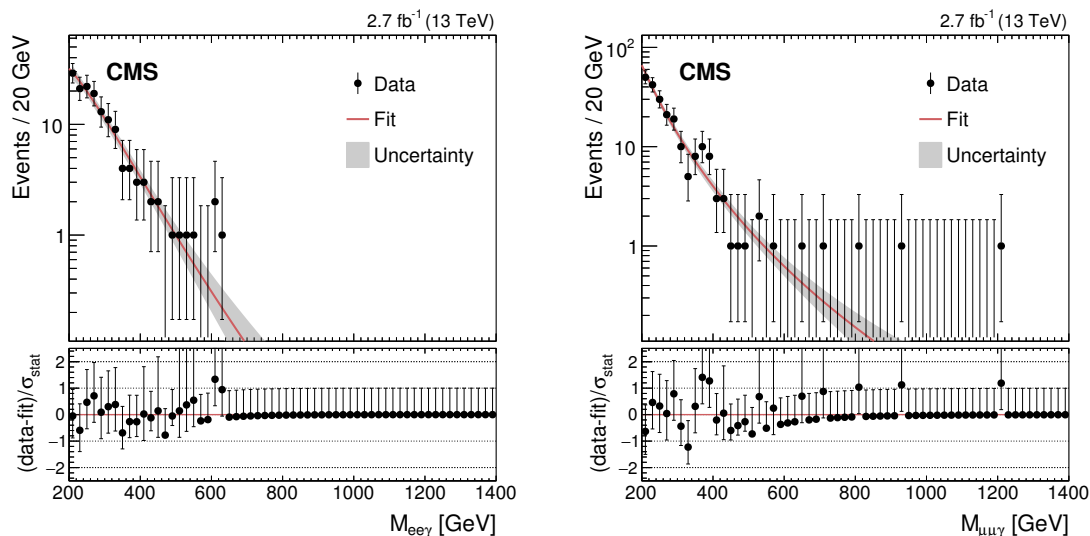 2.7 fb⁻¹ (13 TeV)
CMS
Data
Fit
Uncertainty
Events / 20 GeV
10
1
(data-fit)/σstat
2
1
0
−1
−2
200 400 600 800 1000 1200 1400
Meeγ [GeV]
2.7 fb⁻¹ (13 TeV)
CMS
Data
Fit
Uncertainty
Events / 20 GeV
10²
10
1
(data-fit)/σstat
2
1
0
−1
−2
200 400 600 800 1000 1200 1400
Mμμγ [GeV]